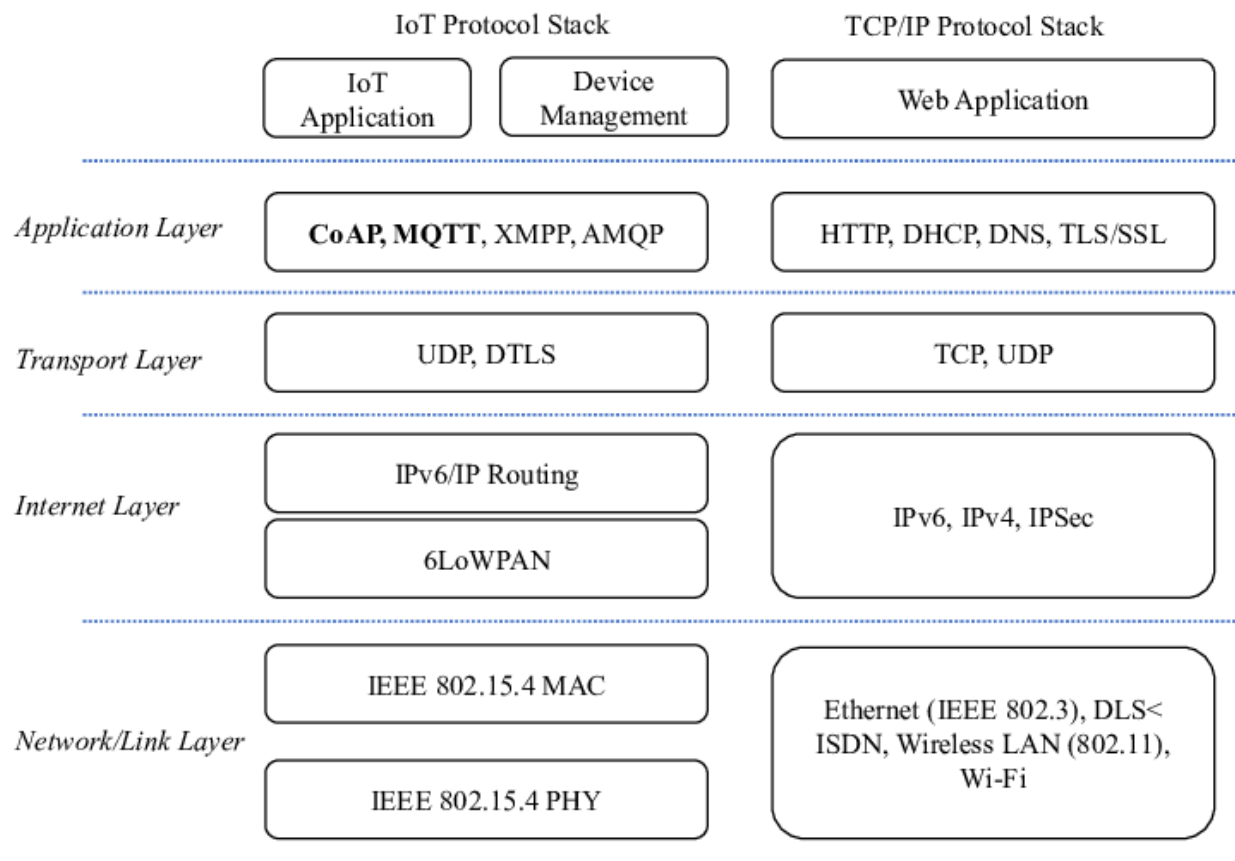 IoT Protocol Stack
TCP/IP Protocol Stack
IoT
Application
Device
Management
Web Application
Application Layer
CoAP, MQTT, XMPP, AMQP
HTTP, DHCP, DNS, TLS/SSL
Transport Layer
UDP, DTLS
TCP, UDP
Internet Layer
IPv6/IP Routing
6LoWPAN
IPv6, IPv4, IPSec
Network/Link Layer
IEEE 802.15.4 MAC
IEEE 802.15.4 PHY
Ethernet (IEEE 802.3), DLS<
ISDN, Wireless LAN (802.11),
Wi-Fi